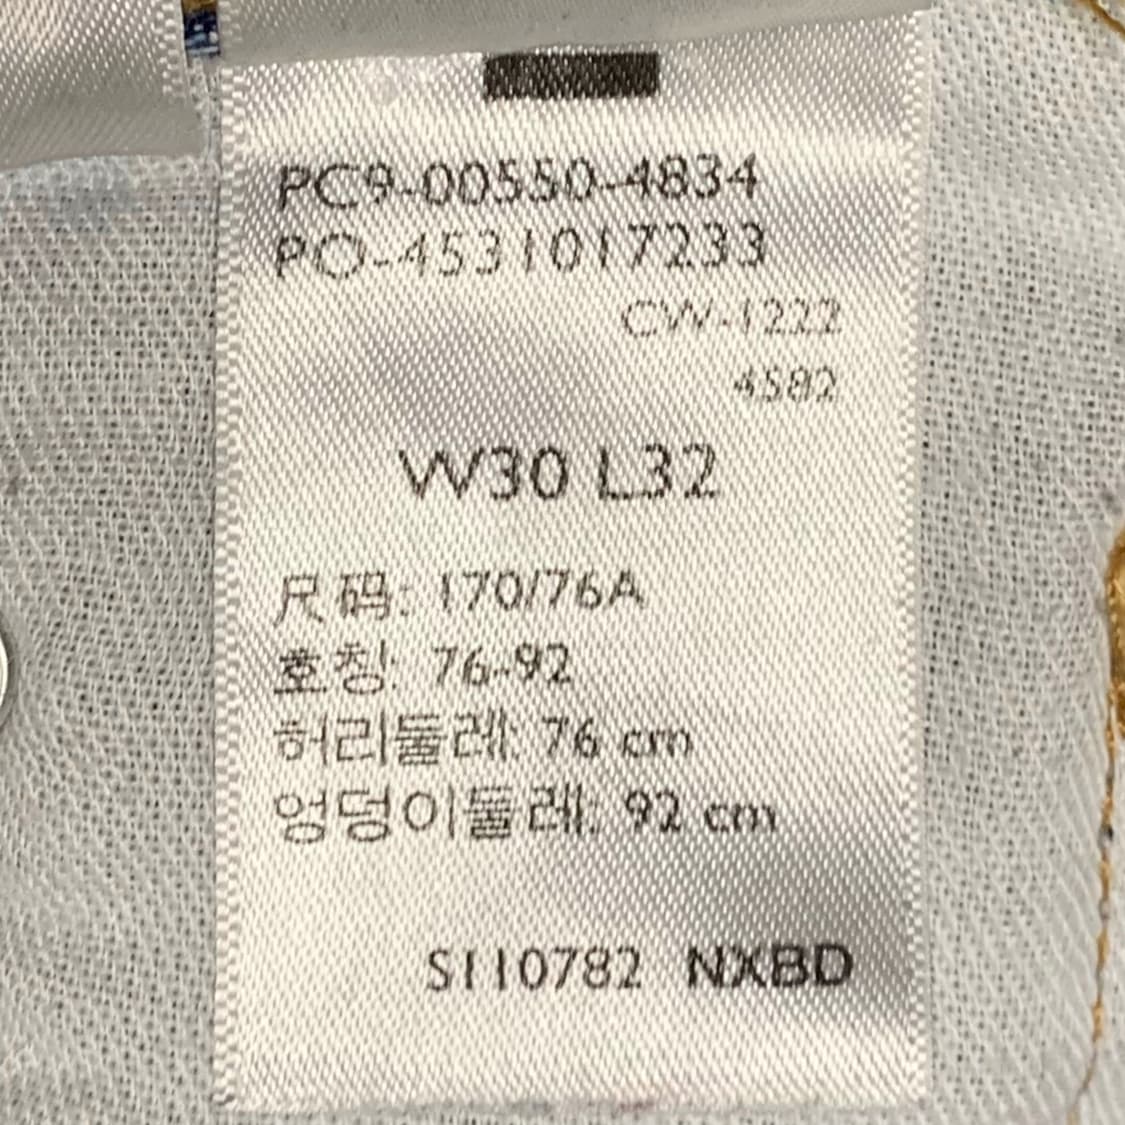 PC9-00550-4834
PO-4531017233
CW-1222
4582
W30 L32
尺码: 170/76A
호칭: 76-92
허리둘레: 76 cm
엉덩이둘레: 92 cm
S110782 NXBD